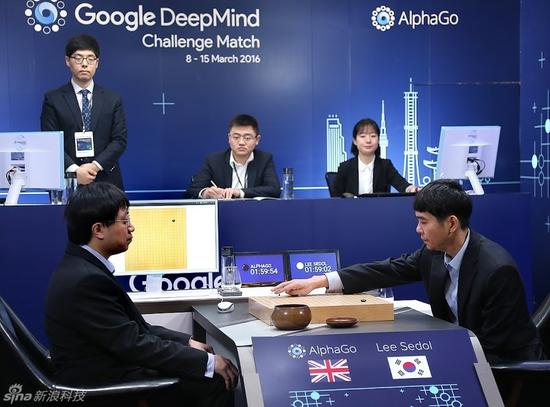 Google DeepMind
Challenge Match
8 - 15 March 2016
AlphaGo
ALPHAGO
01:59:54
LEE SEDOL
01:59:02
Google
AlphaGo
Lee Sedol
sina 新浪科技